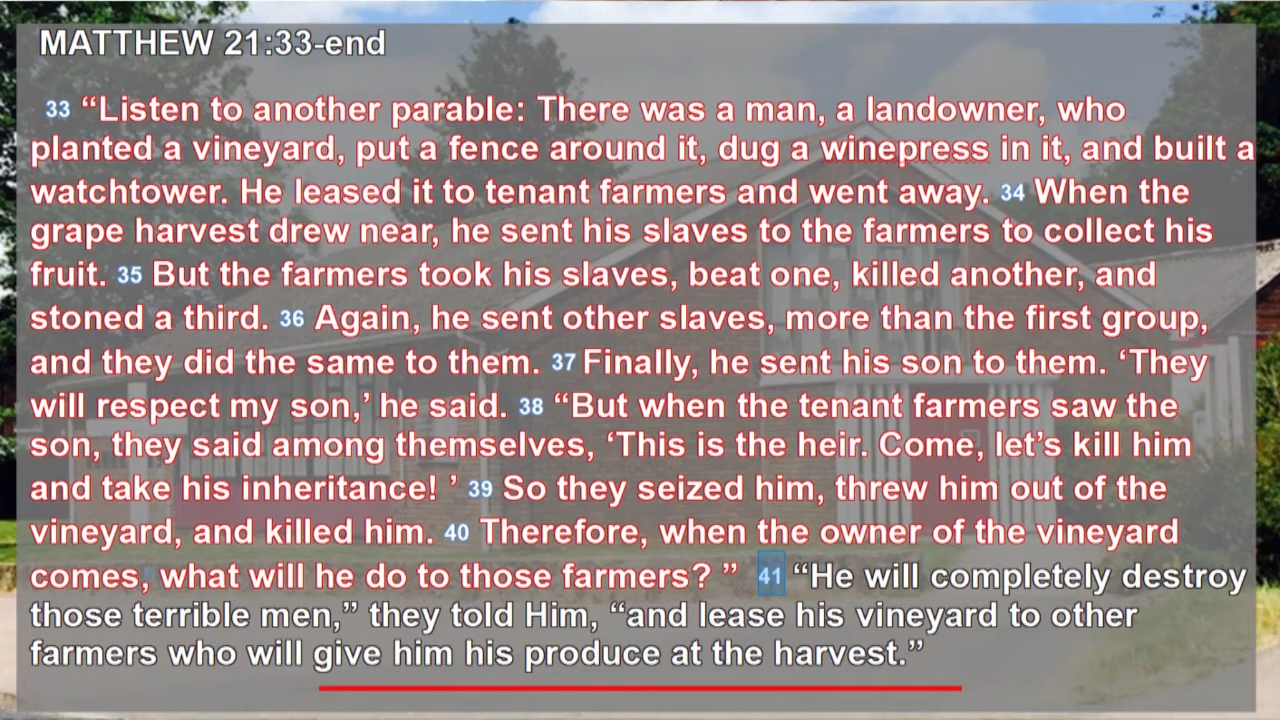 MATTHEW 21:33-end
33 “Listen to another parable: There was a man, a landowner, who
planted a vineyard, put a fence around it, dug a winepress in it, and built a
watchtower. He leased it to tenant farmers and went away. 34 When the
grape harvest drew near, he sent his slaves to the farmers to collect his
fruit. 35 But the farmers took his slaves, beat one, killed another, and
stoned a third. 36 Again, he sent other slaves, more than the first group,
and they did the same to them. 37 Finally, he sent his son to them. ‘They
will respect my son,’ he said. 38 “But when the tenant farmers saw the
son, they said among themselves, ‘This is the heir. Come, let’s kill him
and take his inheritance! ’ 39 So they seized him, threw him out of the
vineyard, and killed him. 40 Therefore, when the owner of the vineyard
comes, what will he do to those farmers? ” 41 “He will completely destroy
those terrible men,” they told Him, “and lease his vineyard to other
farmers who will give him his produce at the harvest.”